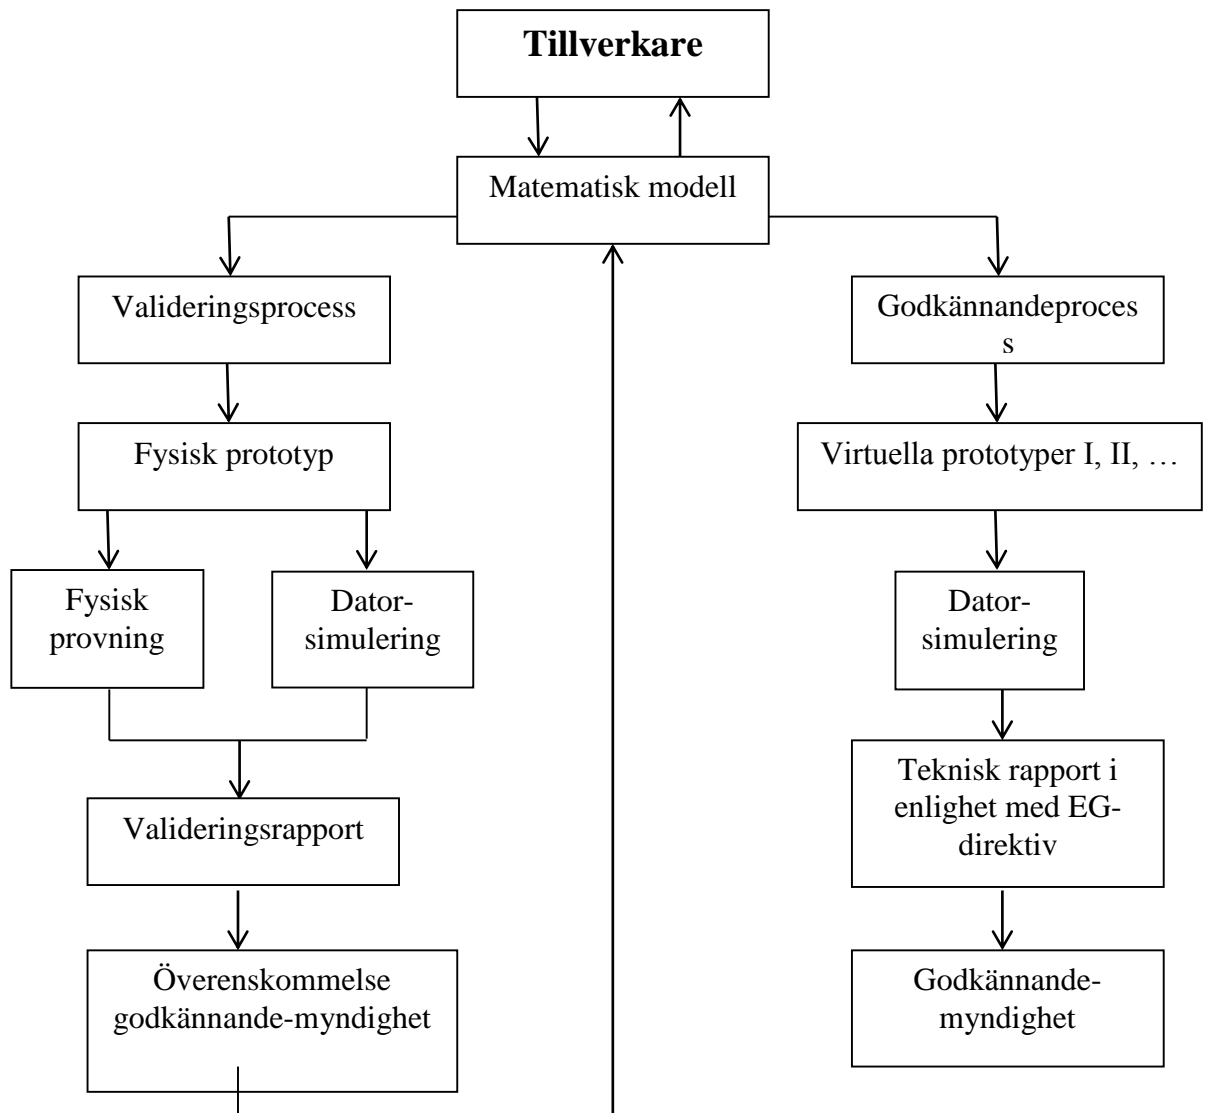 Tillverkare
Matematisk modell
Valideringsprocess
Godkännandeproces
s
Fysisk prototyp
Virtuella prototyper I, II, …
Fysisk
provning
Dator-
simulering
Dator-
simulering
Valideringsrapport
Teknisk rapport i
enlighet med EG-
direktiv
Överenskommelse
godkännande-myndighet
Godkännande-
myndighet